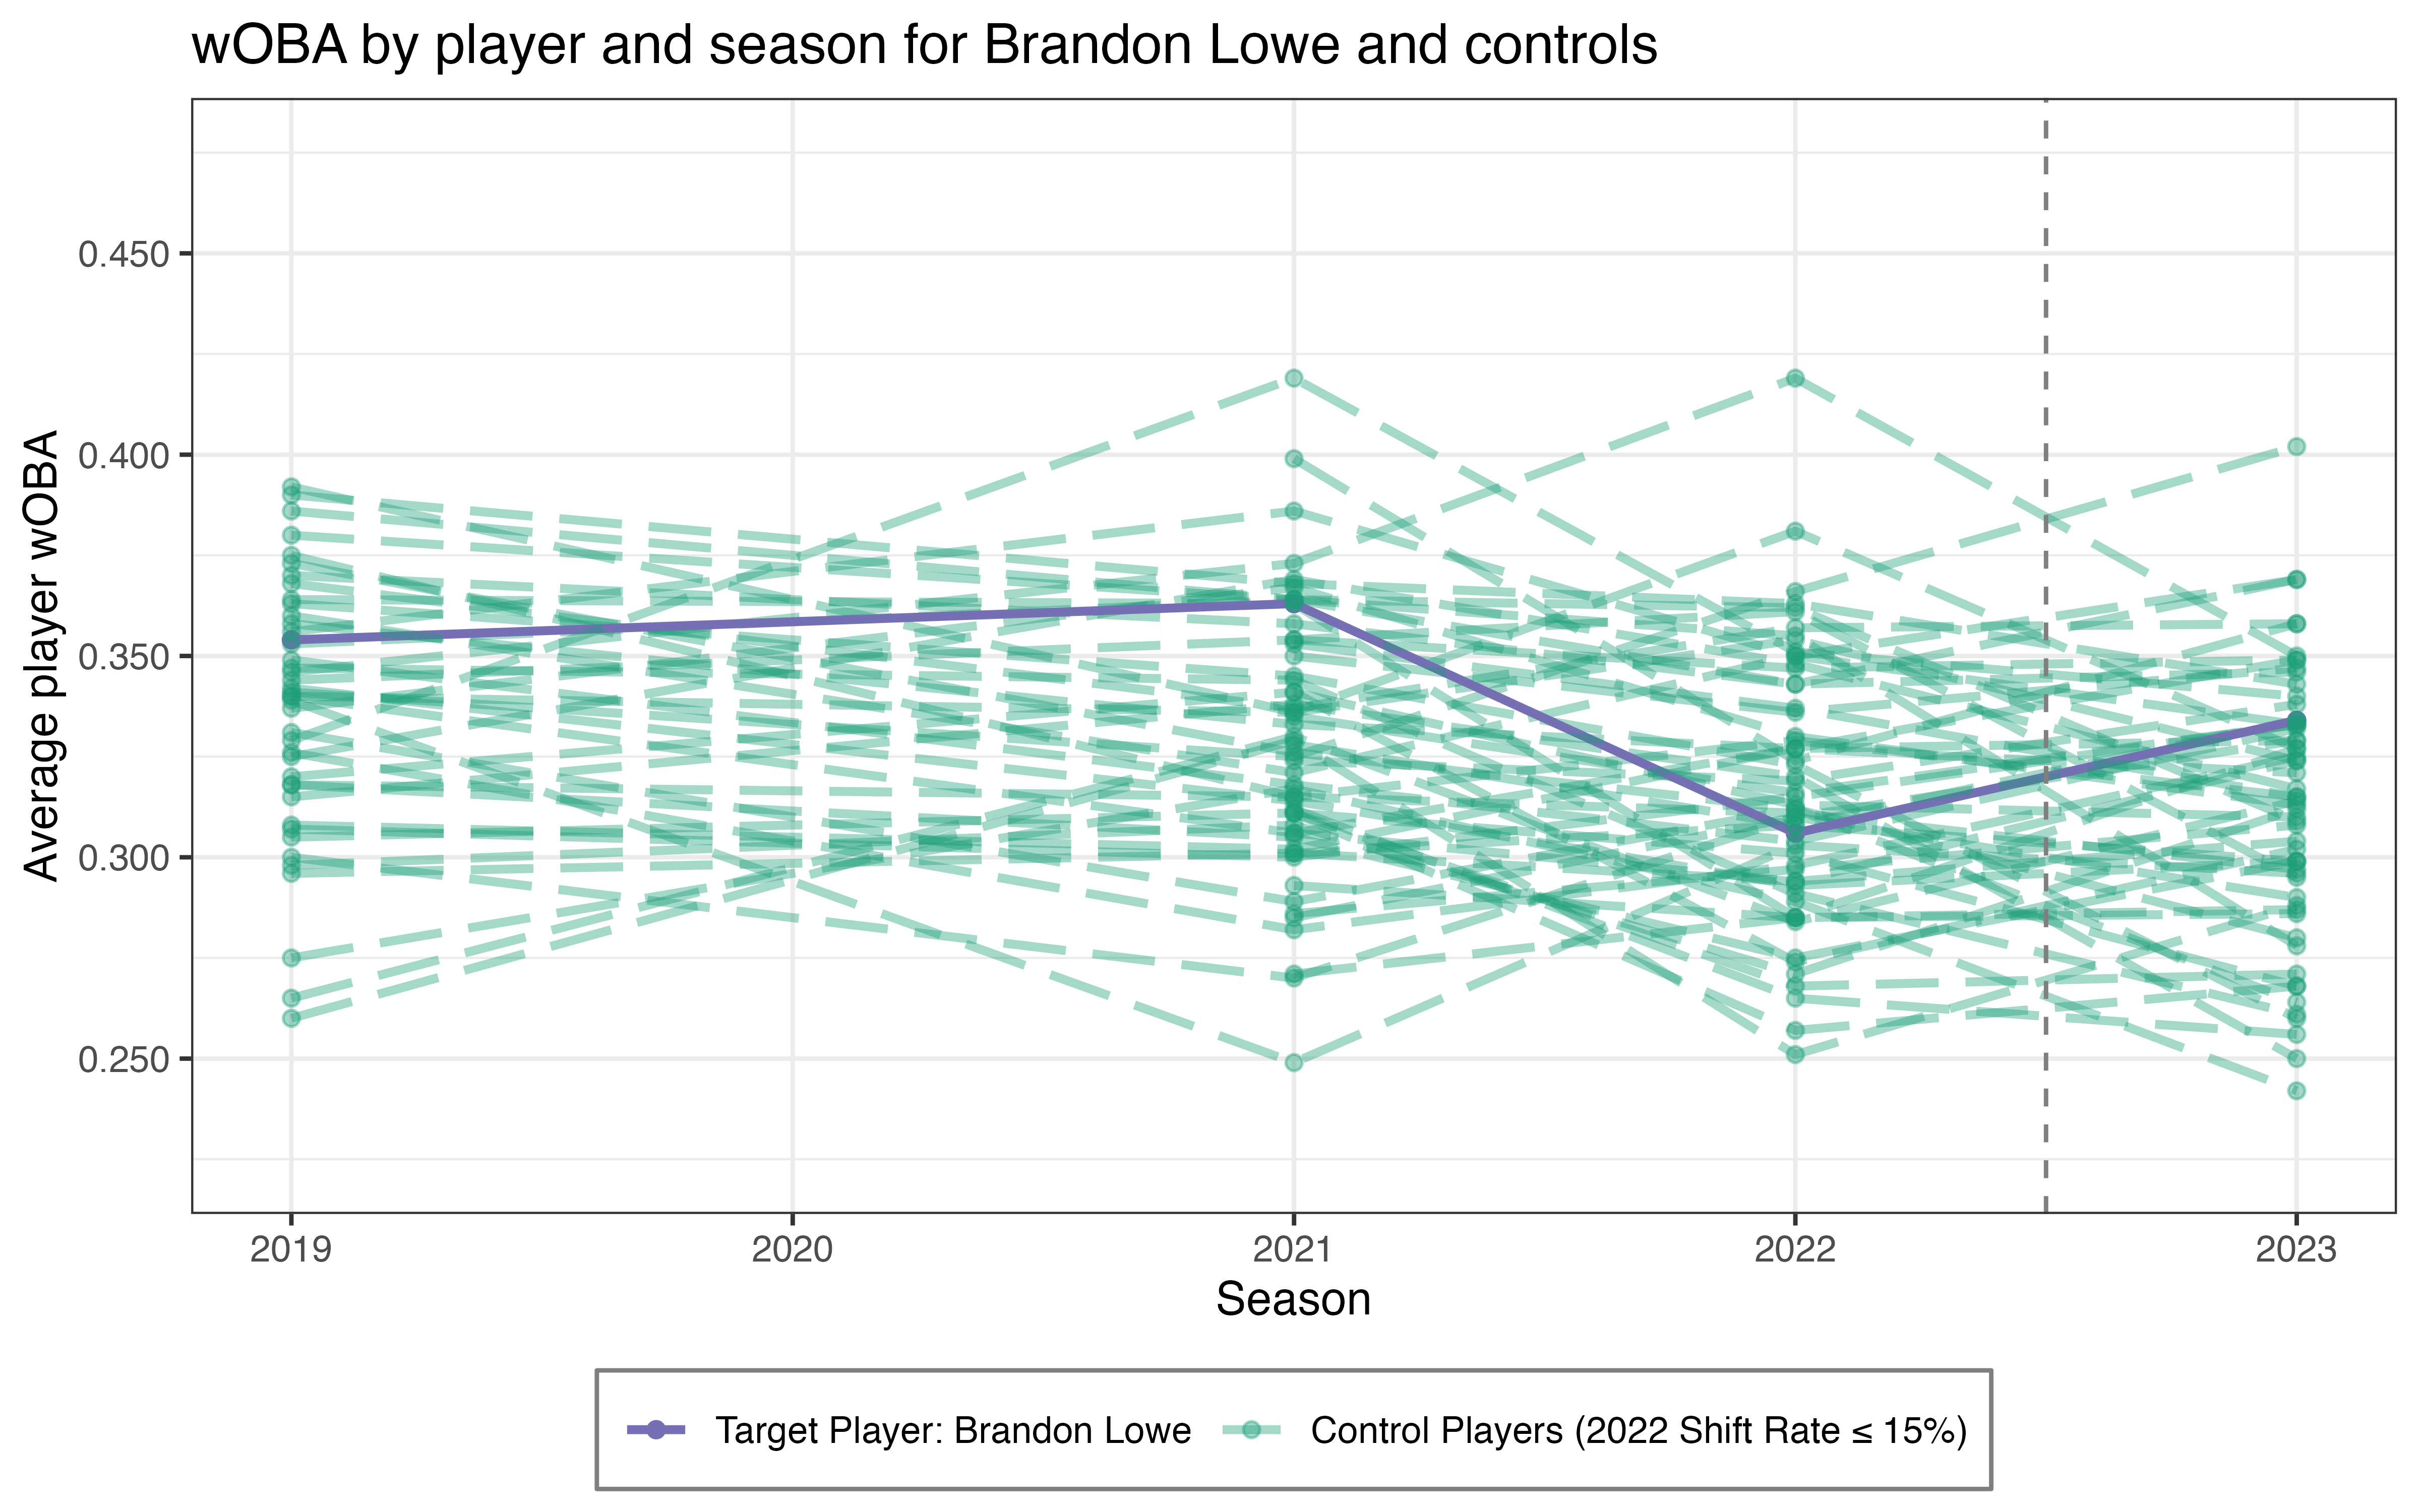 wOBA by player and season for Brandon Lowe and controls
Average player wOBA
0.450
0.400
0.350
0.300
0.250
2019 2020 2021 2022 2023
Season
Target Player: Brandon Lowe Control Players (2022 Shift Rate ≤ 15%)